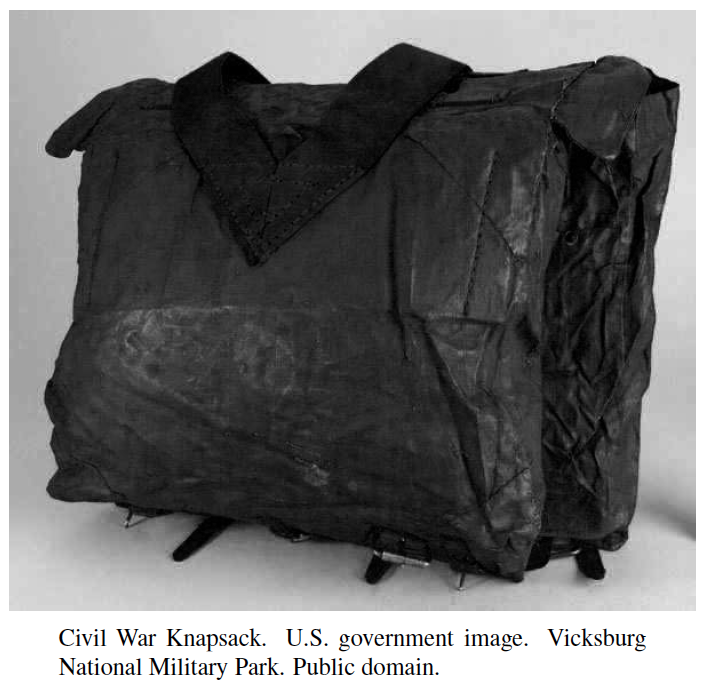 Civil War Knapsack. U.S. government image. Vicksburg
National Military Park. Public domain.